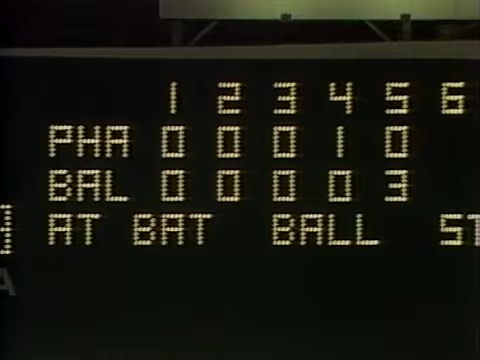 1 2 3 4 5 6
PHA 0 0 0 1 0
BAL 0 0 0 0 3
AT BAT BALL ST
A